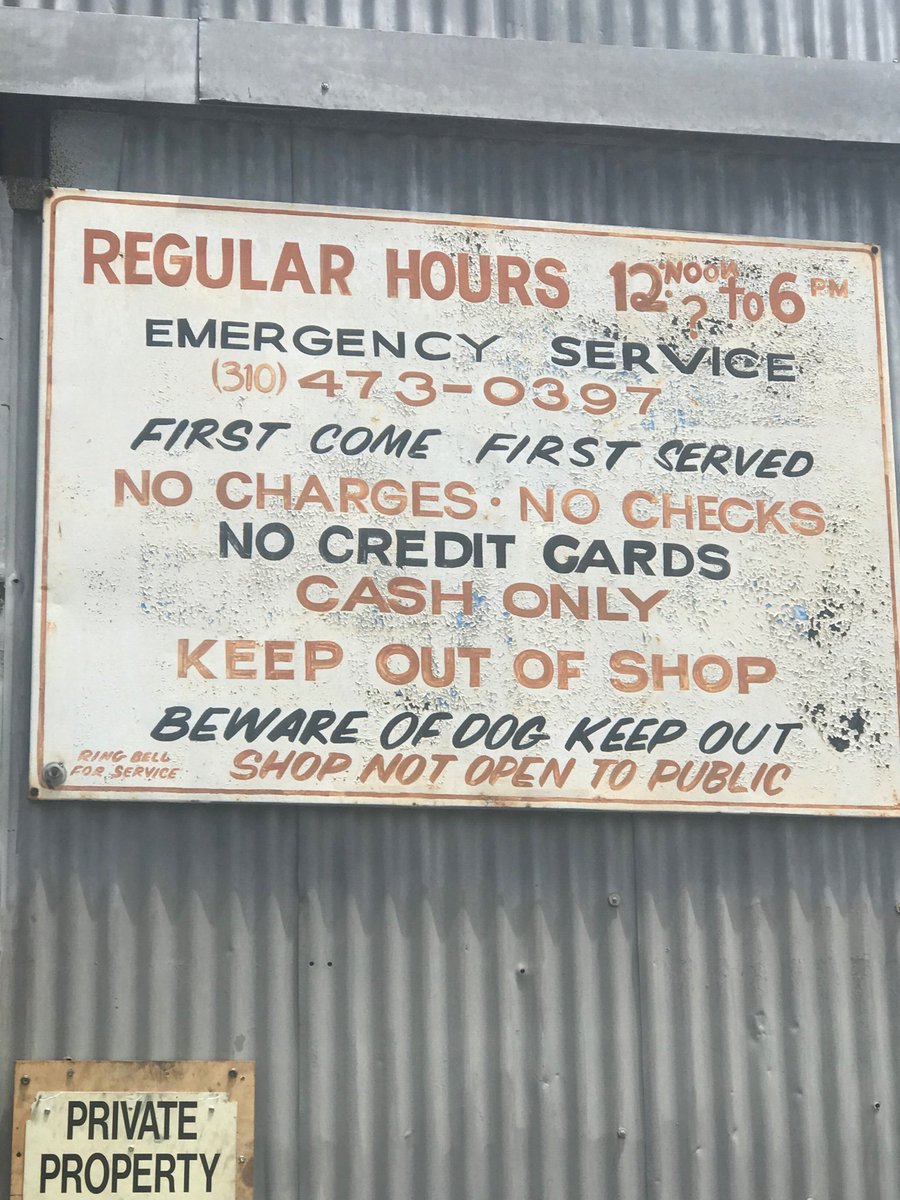 REGULAR HOURS 12 NOON ? to 6 PM
EMERGENCY SERVICE
(310) 473-0397
FIRST COME FIRST SERVED
NO CHARGES · NO CHECKS
NO CREDIT GARDS
CASH ONLY
KEEP OUT OF SHOP
BEWARE OF DOG KEEP OUT
RING BELL
FOR SERVICE
SHOP NOT OPEN TO PUBLIC
PRIVATE
PROPERTY